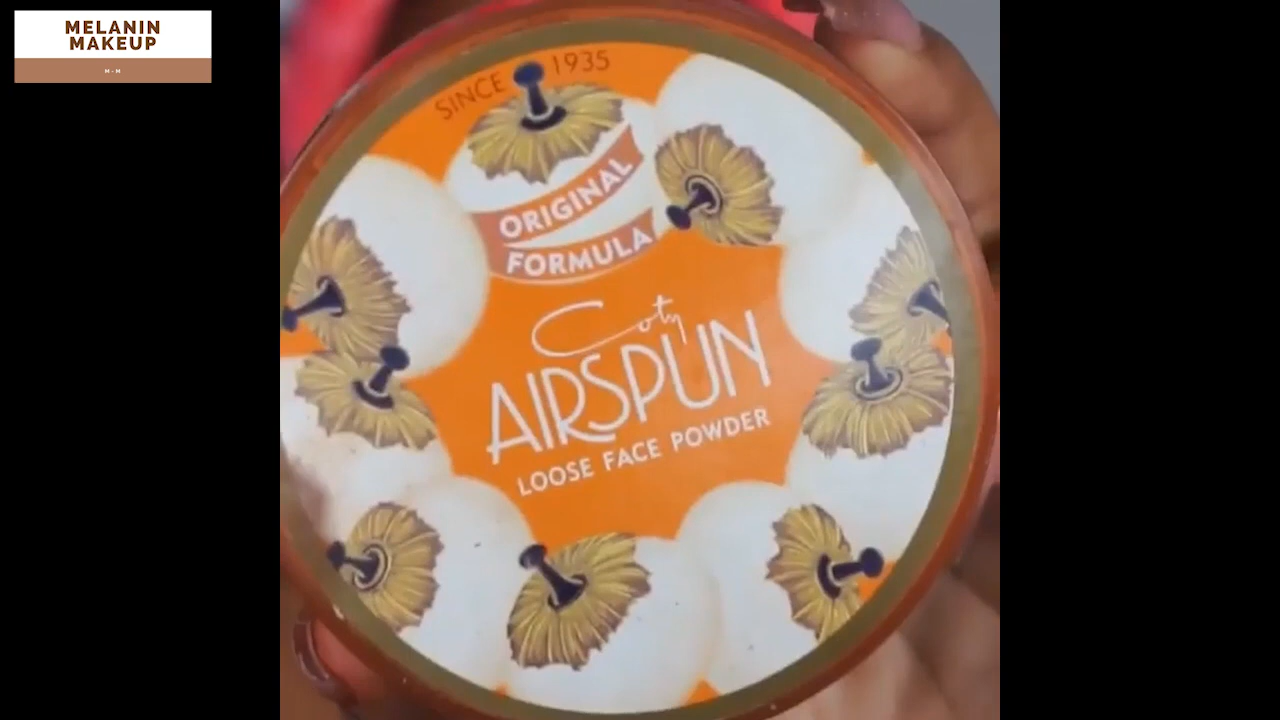 MELANIN
MAKEUP
M-M
SINCE 1935
ORIGINAL
FORMULA
Coty
AIRSPUN
LOOSE FACE POWDER